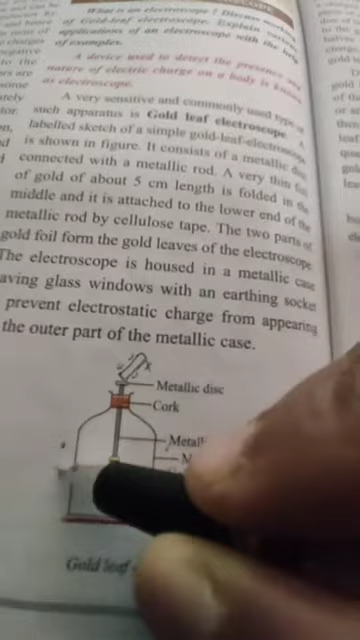 What is an electroscope ? Discuss working
of Gold-leaf electroscope. Explain various
applications of an electroscope with the help
of examples.
A device used to detect the presence and
nature of electric charge on a body is known
as electroscope.
A very sensitive and commonly used type of
such apparatus is Gold leaf electroscope. A
labelled sketch of a simple gold-leaf-electroscope
is shown in figure. It consists of a metallic disc
connected with a metallic rod. A very thin foil
of gold of about 5 cm length is folded in the
middle and it is attached to the lower end of the
metallic rod by cellulose tape. The two parts of
gold foil form the gold leaves of the electroscope.
The electroscope is housed in a metallic case
aving glass windows with an earthing socket
prevent electrostatic charge from appearing
the outer part of the metallic case.
Metallic disc
Cork
Metall
M
Gold leaf